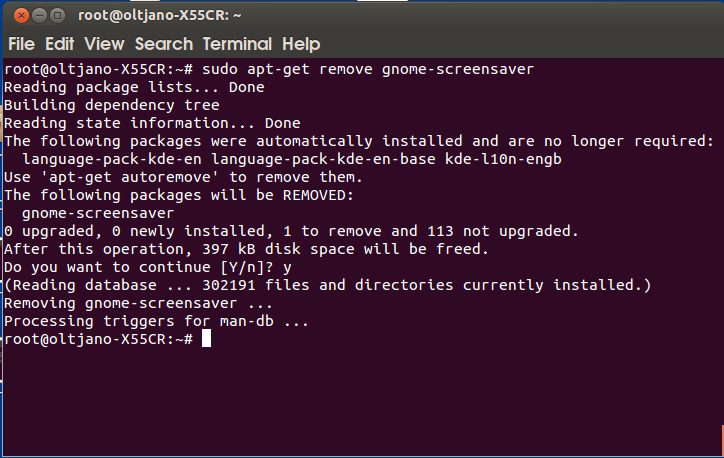 root@oltjano-X55CR: ~
File Edit View Search Terminal Help
root@oltjano-X55CR:~# sudo apt-get remove gnome-screensaver
Reading package lists... Done
Building dependency tree
Reading state information... Done
The following packages were automatically installed and are no longer required:
  language-pack-kde-en language-pack-kde-en-base kde-l10n-engb
Use 'apt-get autoremove' to remove them.
The following packages will be REMOVED:
  gnome-screensaver
0 upgraded, 0 newly installed, 1 to remove and 113 not upgraded.
After this operation, 397 kB disk space will be freed.
Do you want to continue [Y/n]? y
(Reading database ... 302191 files and directories currently installed.)
Removing gnome-screensaver ...
Processing triggers for man-db ...
root@oltjano-X55CR:~#